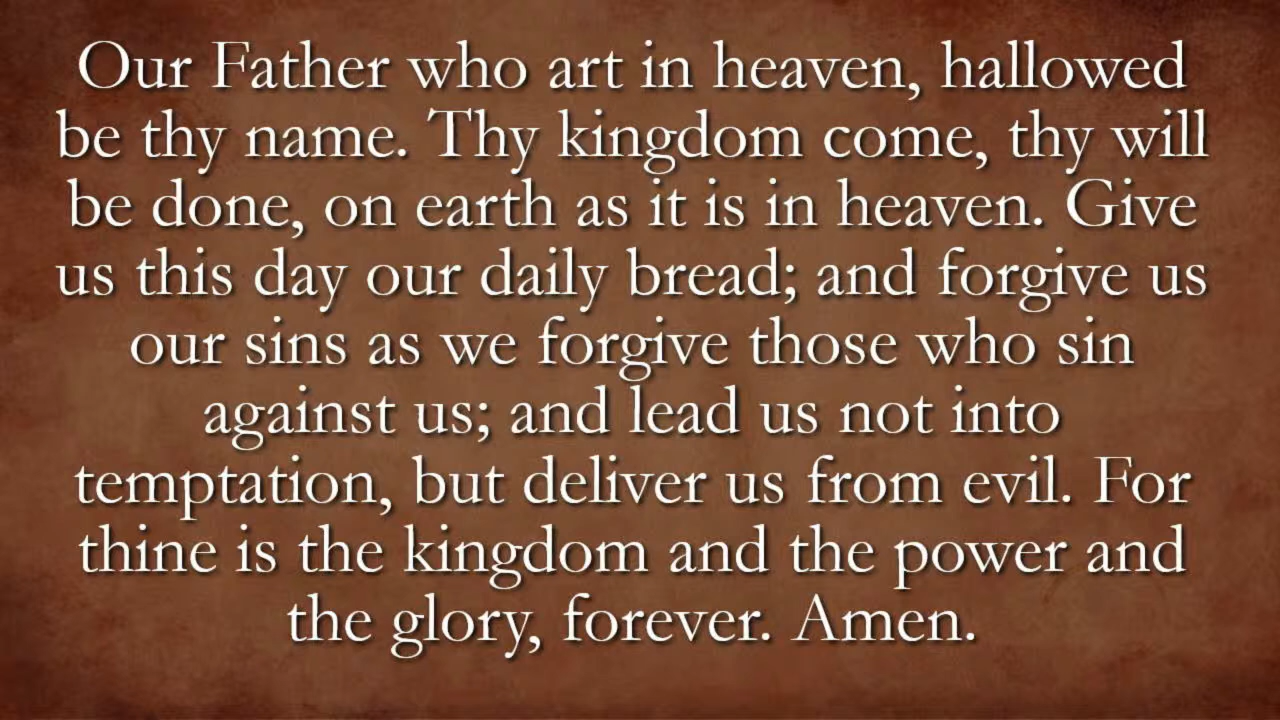 Our Father who art in heaven, hallowed
be thy name. Thy kingdom come, thy will
be done, on earth as it is in heaven. Give
us this day our daily bread; and forgive us
our sins as we forgive those who sin
against us; and lead us not into
temptation, but deliver us from evil. For
thine is the kingdom and the power and
the glory, forever. Amen.